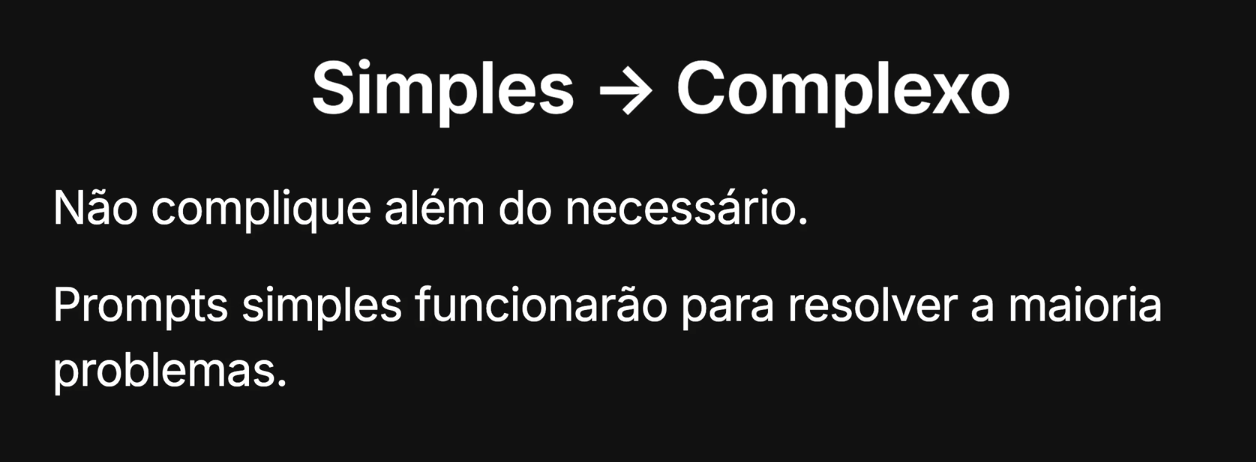 Simples → Complexo
Não complique além do necessário.
Prompts simples funcionarão para resolver a maioria
problemas.